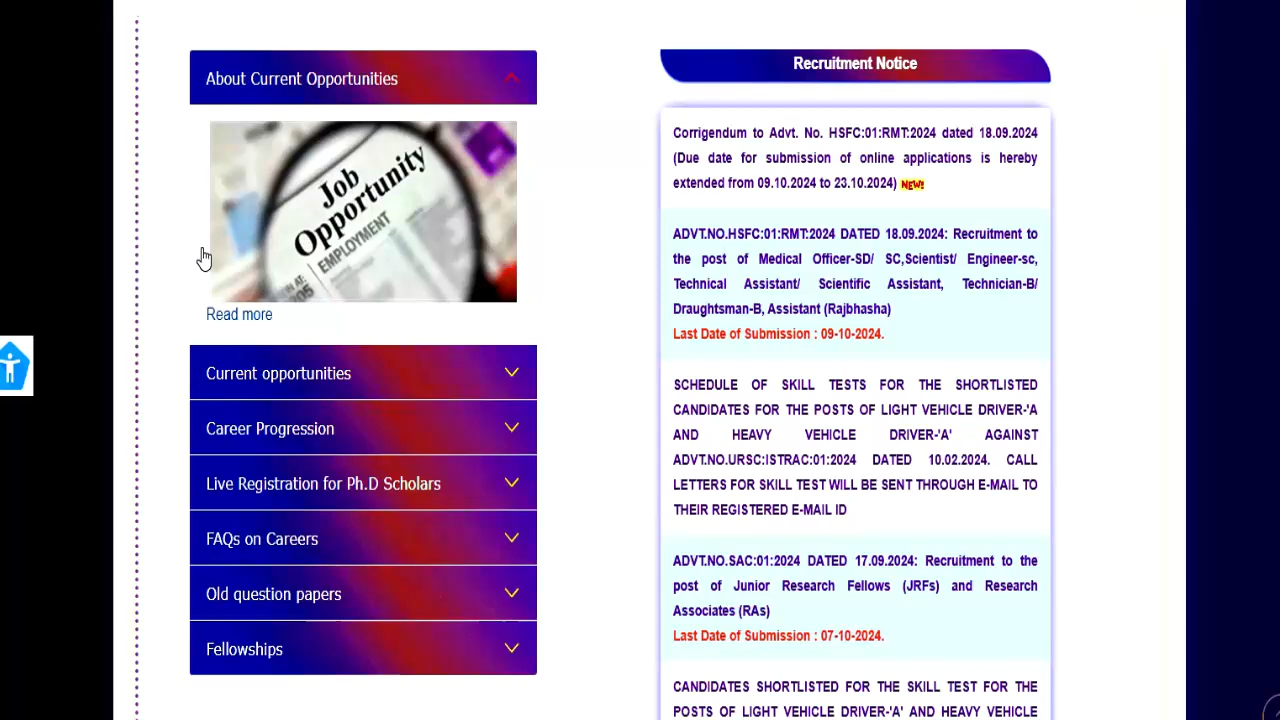 About Current Opportunities
Job
Opportunity
EMPLOYMENT
Read more
Current opportunities
Career Progression
Live Registration for Ph.D Scholars
FAQs on Careers
Old question papers
Fellowships
Recruitment Notice
Corrigendum to Advt. No. HSFC:01:RMT:2024 dated 18.09.2024
(Due date for submission of online applications is hereby
extended from 09.10.2024 to 23.10.2024) NEW!
ADVT.NO.HSFC:01:RMT:2024 DATED 18.09.2024: Recruitment to
the post of Medical Officer-SD/ SC,Scientist/ Engineer-sc,
Technical Assistant/ Scientific Assistant, Technician-B/
Draughtsman-B, Assistant (Rajbhasha)
Last Date of Submission : 09-10-2024.
SCHEDULE OF SKILL TESTS FOR THE SHORTLISTED
CANDIDATES FOR THE POSTS OF LIGHT VEHICLE DRIVER-'A
AND HEAVY VEHICLE DRIVER-'A' AGAINST
ADVT.NO.URSC:ISTRAC:01:2024 DATED 10.02.2024. CALL
LETTERS FOR SKILL TEST WILL BE SENT THROUGH E-MAIL TO
THEIR REGISTERED E-MAIL ID
ADVT.NO.SAC:01:2024 DATED 17.09.2024: Recruitment to the
post of Junior Research Fellows (JRFs) and Research
Associates (RAs)
Last Date of Submission : 07-10-2024.
CANDIDATES SHORTLISTED FOR THE SKILL TEST FOR THE
POSTS OF LIGHT VEHICLE DRIVER-'A' AND HEAVY VEHICLE